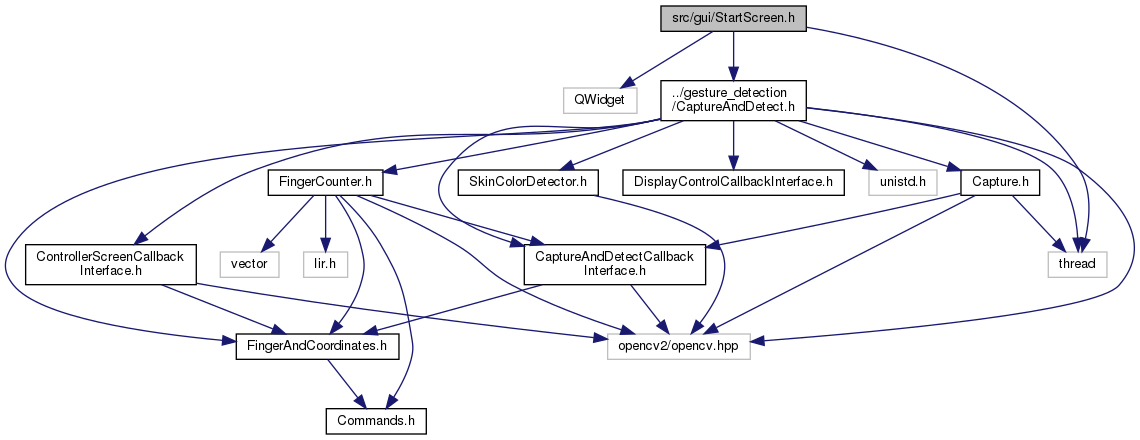 src/gui/StartScreen.h
QWidget
../gesture_detection
/CaptureAndDetect.h
FingerCounter.h
SkinColorDetector.h
DisplayControlCallbackInterface.h
unistd.h
Capture.h
ControllerScreenCallback
Interface.h
vector
lir.h
CaptureAndDetectCallback
Interface.h
thread
FingerAndCoordinates.h
opencv2/opencv.hpp
Commands.h